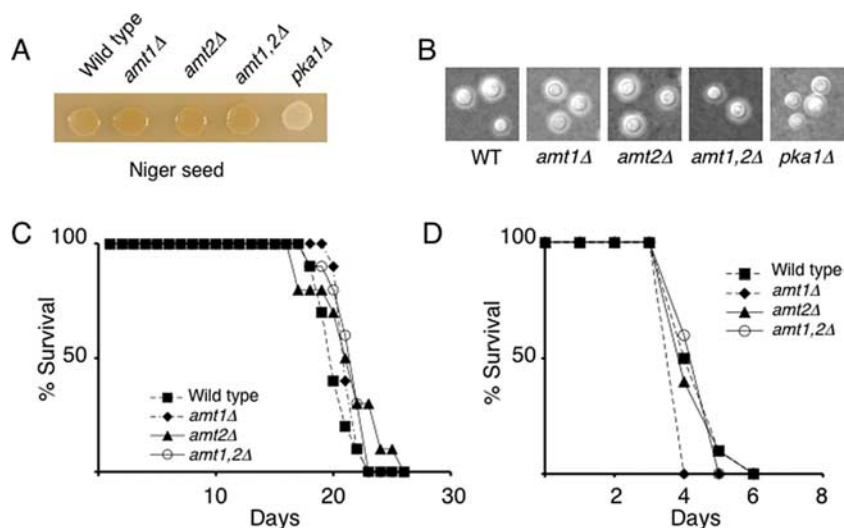 A
Wild type
amt1Δ
amt2Δ
amt1,2Δ
pka1Δ
Niger seed
B
WT
amt1Δ
amt2Δ
amt1,2Δ
pka1Δ
C
% Survival
100
50
10
20
30
Days
Wild type
amt1Δ
amt2Δ
amt1,2Δ
D
% Survival
100
50
2
4
6
8
Days
Wild type
amt1Δ
amt2Δ
amt1,2Δ